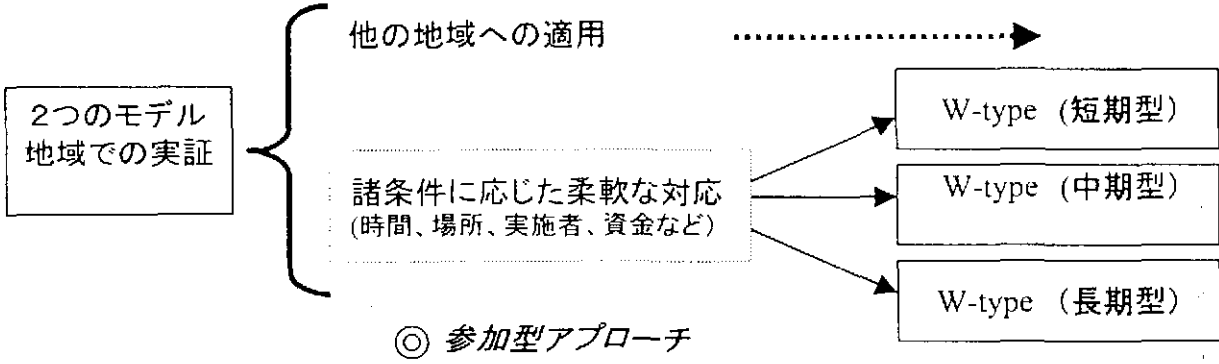 他の地域への適用
2つのモデル
地域での実証
諸条件に応じた柔軟な対応
(時間、場所、実施者、資金など)
W-type (短期型)
W-type (中期型)
W-type (長期型)
◎ 参加型アプローチ